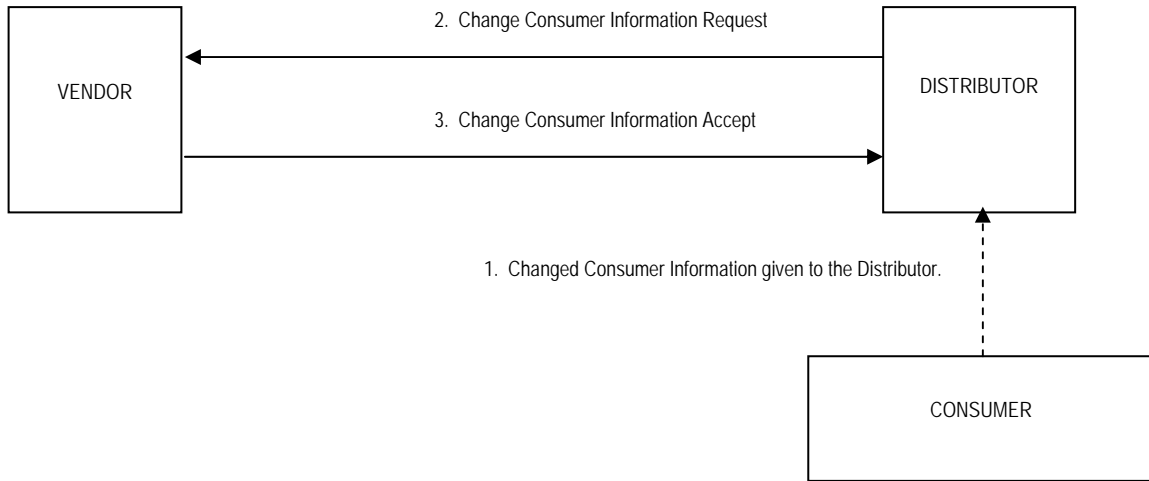 2. Change Consumer Information Request
VENDOR
DISTRIBUTOR
3. Change Consumer Information Accept
1. Changed Consumer Information given to the Distributor.
CONSUMER